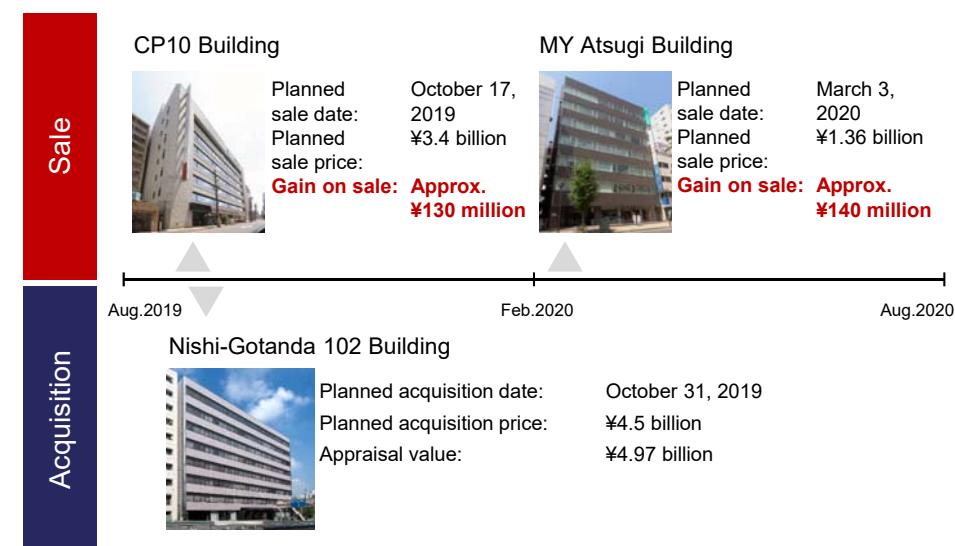 Sale
CP10 Building
Planned sale date: October 17, 2019
Planned sale price: ¥3.4 billion
Gain on sale: Approx. ¥130 million
MY Atsugi Building
Planned sale date: March 3, 2020
Planned sale price: ¥1.36 billion
Gain on sale: Approx. ¥140 million
Aug.2019
Feb.2020
Aug.2020
Acquisition
Nishi-Gotanda 102 Building
Planned acquisition date: October 31, 2019
Planned acquisition price: ¥4.5 billion
Appraisal value: ¥4.97 billion